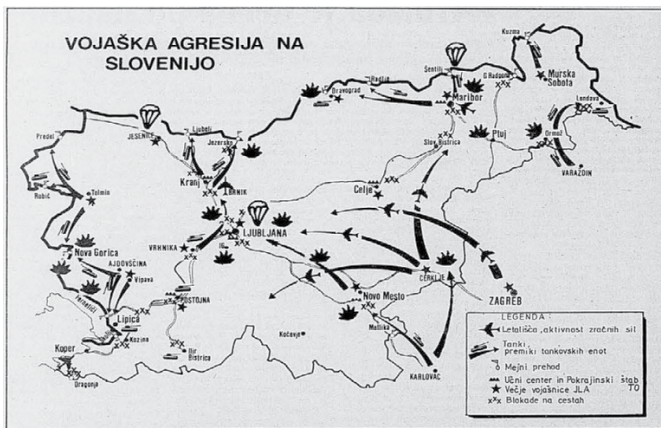 VOJAŠKA AGRESIJA NA
SLOVENIJO
Kuzma
Šentilj
G. Radgona
Murska
Sobota
Radlje
Dravograd
Maribor
Lendava
Ljubelj
Jezersko
JESENICE
Predel
Ptuj
Ormož
Slov. Bistrica
VARAŽDIN
Kranj
BRNIK
Celje
Robič
Tolmin
LJUBLJANA
VRHNIKA
IG
Nova Gorica
AJDOVŠČINA
Vipava
CERKLJE
ZAGREB
POSTOJNA
Novo Mesto
Fernetiči
Lipica
Metlika
Kozina
Kočevje
Koper
Ilir.
Bistrica
Dragonja
KARLOVAC
LEGENDA:
Letališča, aktivnost zračnih sil
Tanki,
premiki tankovskih enot
Mejni prehod
Učni center in Pokrajinski štab
TO
Večje vojašnice JLA
Blokade na cestah